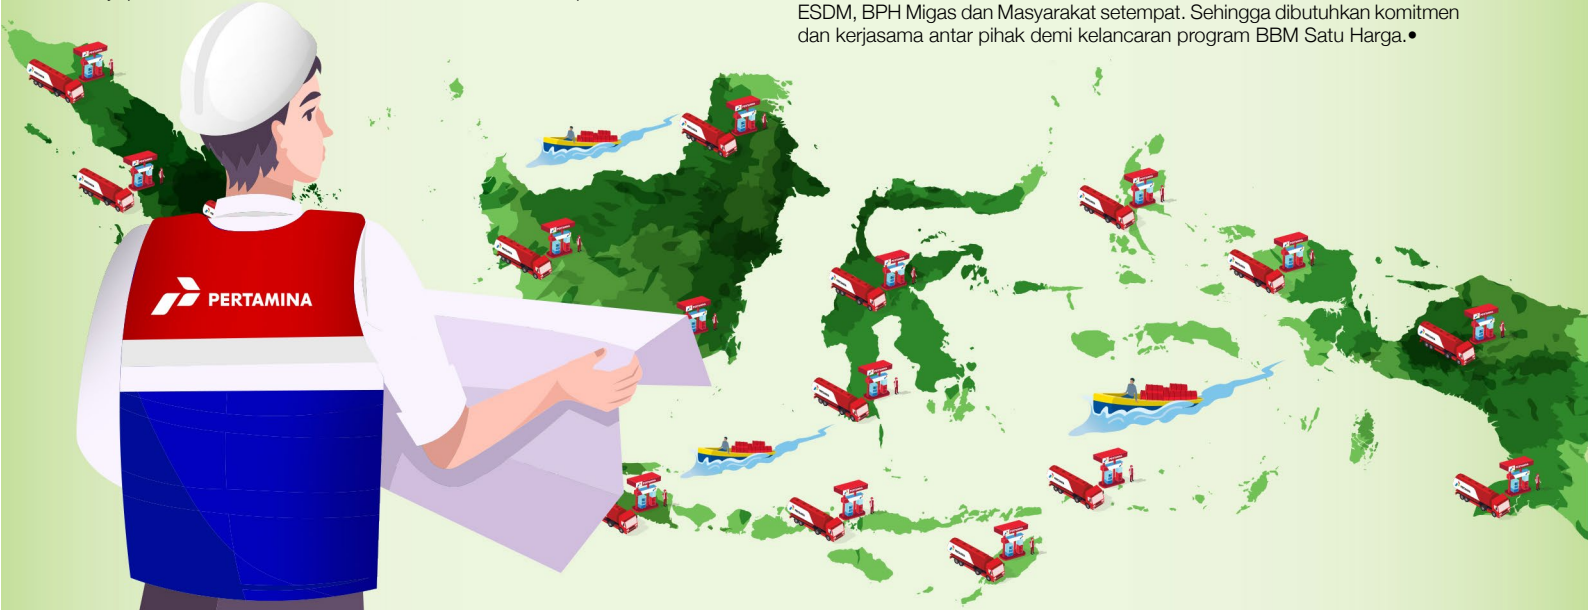 ESDM, BPH Migas dan Masyarakat setempat. Sehingga dibutuhkan komitmen
dan kerjasama antar pihak demi kelancaran program BBM Satu Harga.•
PERTAMINA